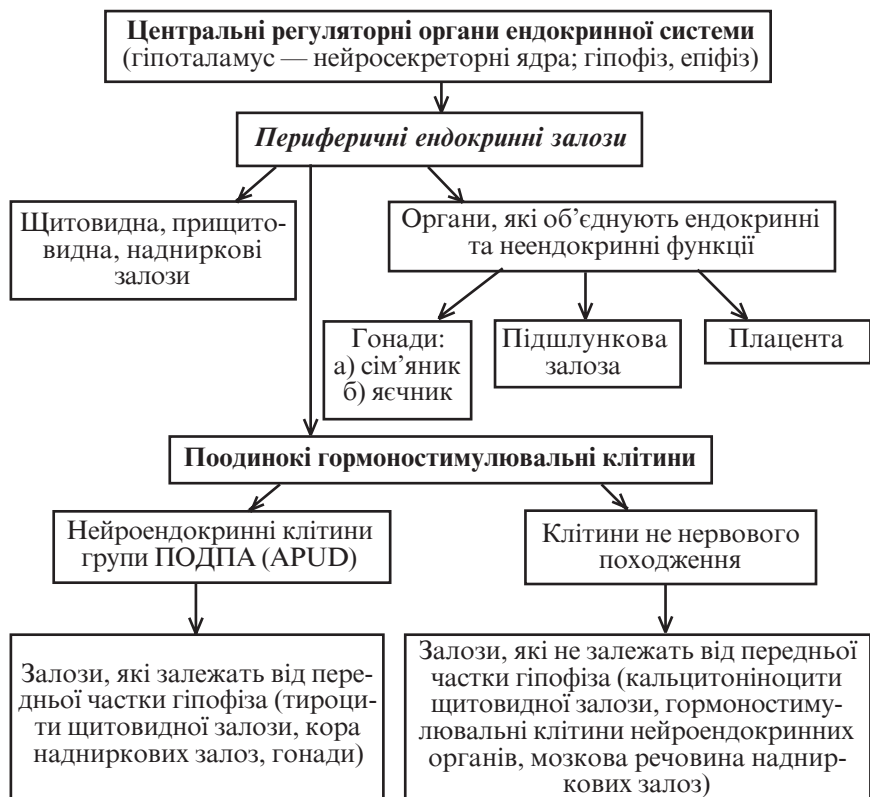 Центральні регуляторні органи ендокринної системи
(гіпоталамус — нейросекреторні ядра; гіпофіз, епіфіз)
Периферичні ендокринні залози
Щитовидна, прищито-
видна, надниркові
залози
Органи, які об’єднують ендокринні
та неендокринні функції
Гонади:
а) сім’яник
б) яєчник
Підшлункова
залоза
Плацента
Поодинокі гормоностимулювальні клітини
Нейроендокринні клітини
групи ПОДПА (APUD)
Клітини не нервового
походження
Залози, які залежать від перед-
ньої частки гіпофіза (тироци-
ти щитовидної залози, кора
надниркових залоз, гонади)
Залози, які не залежать від передньої
частки гіпофіза (кальцитоніноцити
щитовидної залози, гормоностиму-
лювальні клітини нейроендокринних
органів, мозкова речовина наднир-
кових залоз)